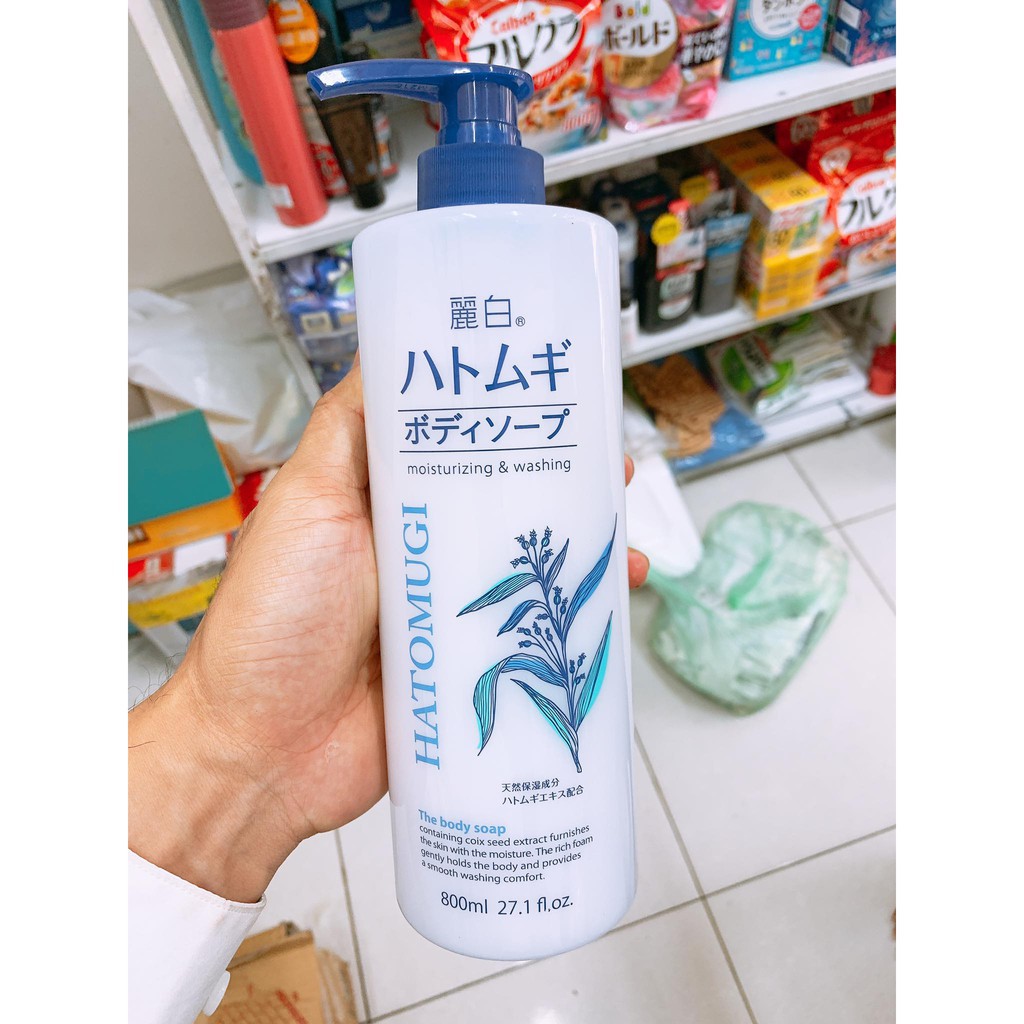 Calbee
フルグラ
Bold
ボールド
フルグ
麗白®
ハトムギ
ボディソープ
moisturizing & washing
HATOMUGI
天然保湿成分
ハトムギエキス配合
The body soap
containing coix seed extract furnishes
the skin with the moisture. The rich foam
gently holds the body and provides
a smooth washing comfort.
800ml 27.1 fl.oz.